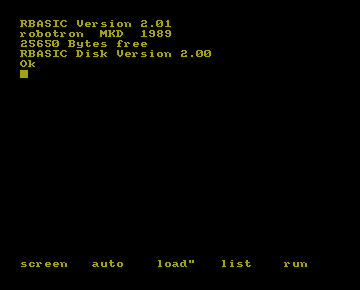 RBASIC Version 2.01
robotron  MKD  1989
25650 Bytes free
RBASIC Disk Version 2.00
Ok
screen   auto    load"   list    run